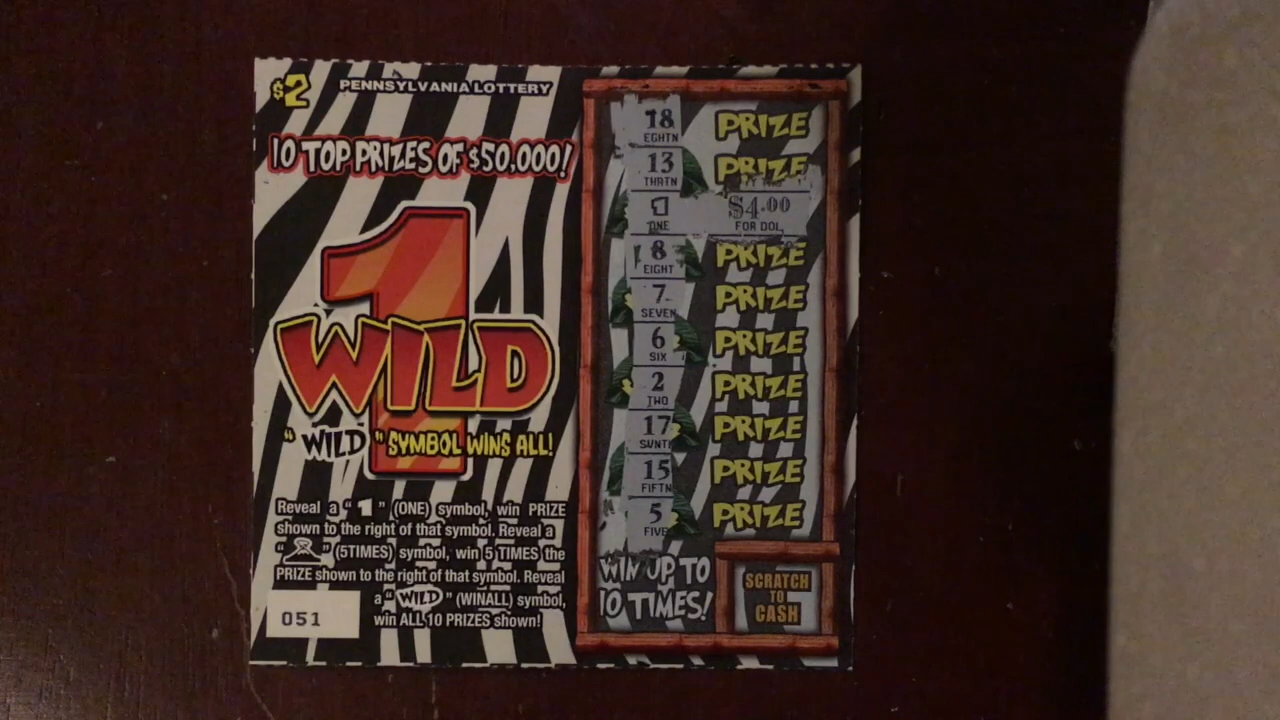 $2
PENNSYLVANIA LOTTERY
10 TOP PRIZES OF $50,000!
1
WILD
"WILD" SYMBOL WINS ALL!
Reveal a "1" (ONE) symbol, win PRIZE
shown to the right of that symbol. Reveal a
" " (5TIMES) symbol, win 5 TIMES the
PRIZE shown to the right of that symbol. Reveal
a "WILD" (WINALL) symbol,
win ALL 10 PRIZES shown!
051
18 PRIZE
EGHTN
13 PRIZE
THRTN
1 $4.00
ONE FOR DOL
8 PRIZE
EIGHT
7 PRIZE
SEVEN
6 PRIZE
SIX
2 PRIZE
TWO
17 PRIZE
SVNTN
15 PRIZE
FIFTN
5 PRIZE
FIVE
WIN UP TO
10 TIMES!
SCRATCH
TO
CASH